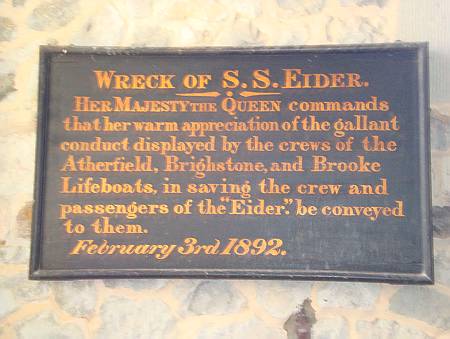 WRECK OF S.S. EIDER.
HER MAJESTY THE QUEEN commands
that her warm appreciation of the gallant
conduct displayed by the crews of the
Atherfield, Brighstone, and Brooke
Lifeboats, in saving the crew and
passengers of the "Eider." be conveyed
to them.
February 3rd 1892.